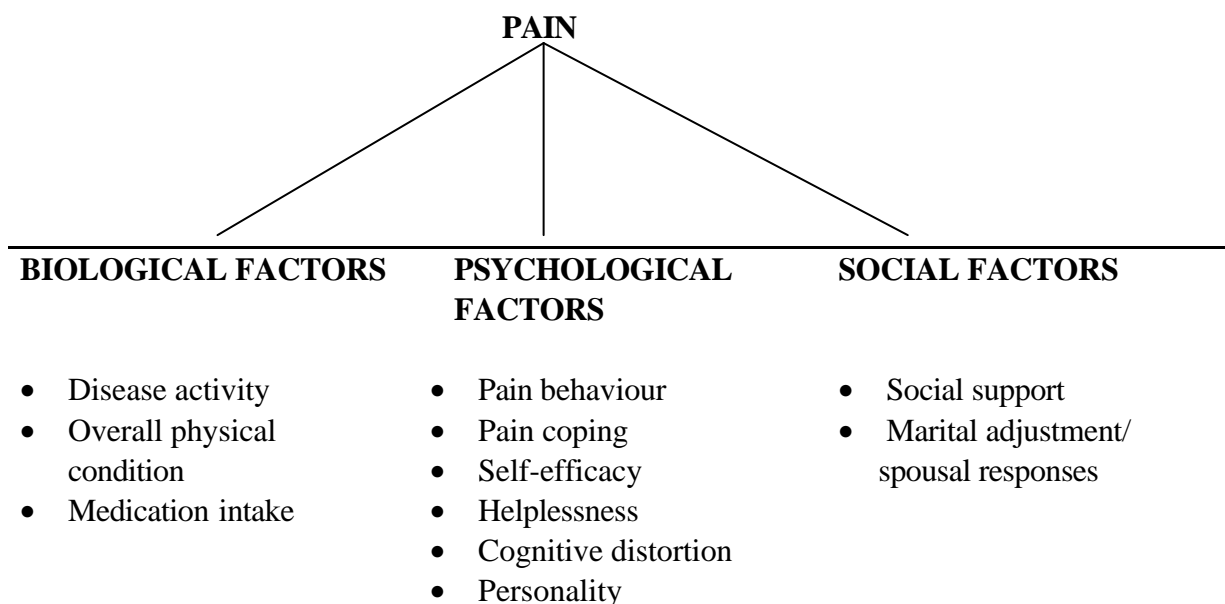 PAIN
BIOLOGICAL FACTORS
PSYCHOLOGICAL
FACTORS
SOCIAL FACTORS
• Disease activity
• Overall physical
condition
• Medication intake
• Pain behaviour
• Pain coping
• Self-efficacy
• Helplessness
• Cognitive distortion
• Personality
• Social support
• Marital adjustment/
spousal responses